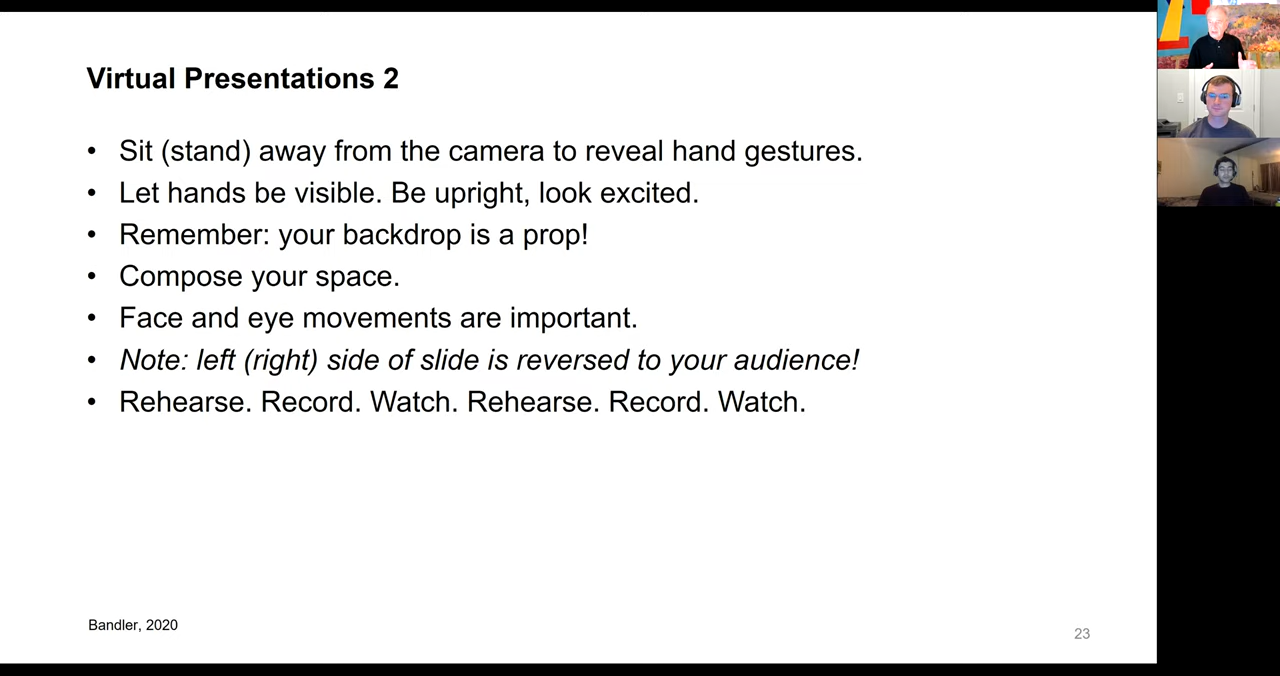 Virtual Presentations 2
• Sit (stand) away from the camera to reveal hand gestures.
• Let hands be visible. Be upright, look excited.
• Remember: your backdrop is a prop!
• Compose your space.
• Face and eye movements are important.
• Note: left (right) side of slide is reversed to your audience!
• Rehearse. Record. Watch. Rehearse. Record. Watch.
Bandler, 2020
23